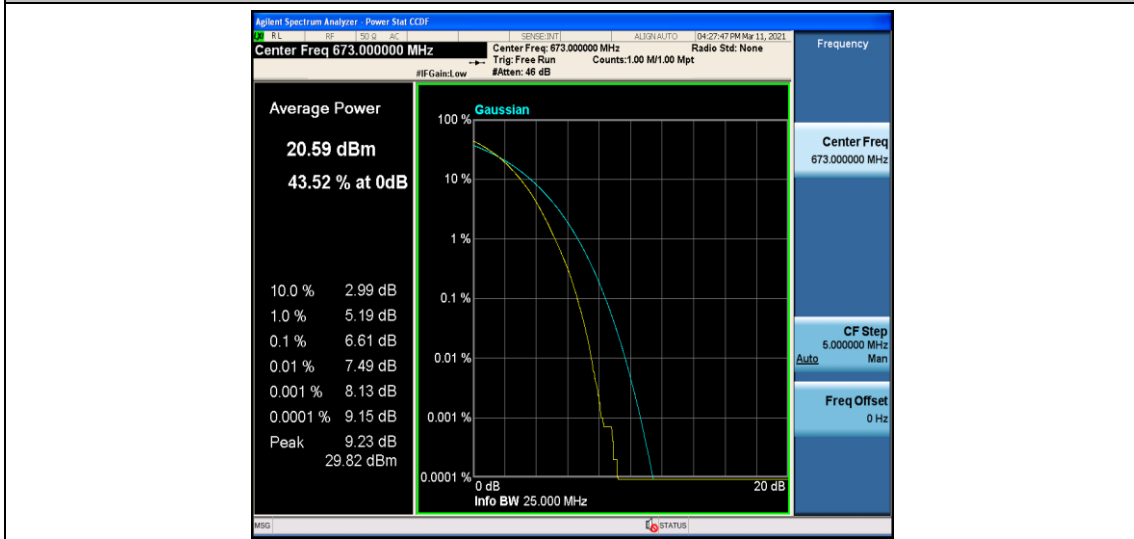 Agilent Spectrum Analyzer - Power Stat CCDF
RL RF 50 Ω AC SENSE:INT ALIGN AUTO 04:27:47 PM Mar 11, 2021
Center Freq 673.000000 MHz
Center Freq: 673.000000 MHz Radio Std: None
Trig: Free Run Counts:1.00 M/1.00 Mpt
#IFGain:Low #Atten: 46 dB
Frequency
Average Power
20.59 dBm
43.52 % at 0dB
10.0 % 2.99 dB
1.0 % 5.19 dB
0.1 % 6.61 dB
0.01 % 7.49 dB
0.001 % 8.13 dB
0.0001 % 9.15 dB
Peak 9.23 dB
29.82 dBm
Gaussian
100 %
10 %
1 %
0.1 %
0.01 %
0.001 %
0.0001 %
0 dB 20 dB
Info BW 25.000 MHz
Center Freq
673.000000 MHz
CF Step
5.000000 MHz
Auto Man
Freq Offset
0 Hz
MSG STATUS